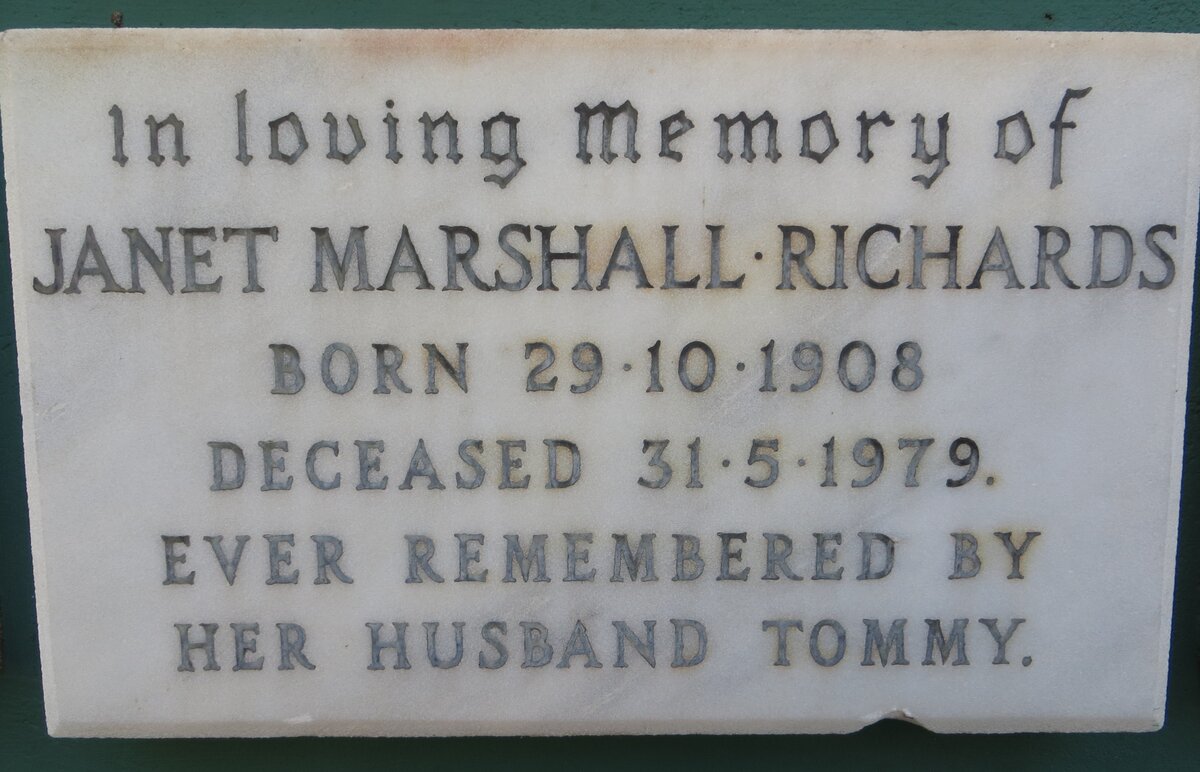 In loving memory of
JANET MARSHALL·RICHARDS
BORN 29·10·1908
DECEASED 31·5·1979.
EVER REMEMBERED BY
HER HUSBAND TOMMY.